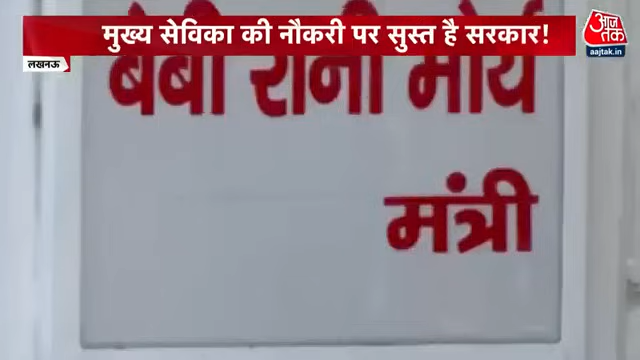 मुख्य सेविका की नौकरी पर सुस्त है सरकार!
आज तक
aajtak.in
लखनऊ
बेबी रानी मौर्य
मंत्री